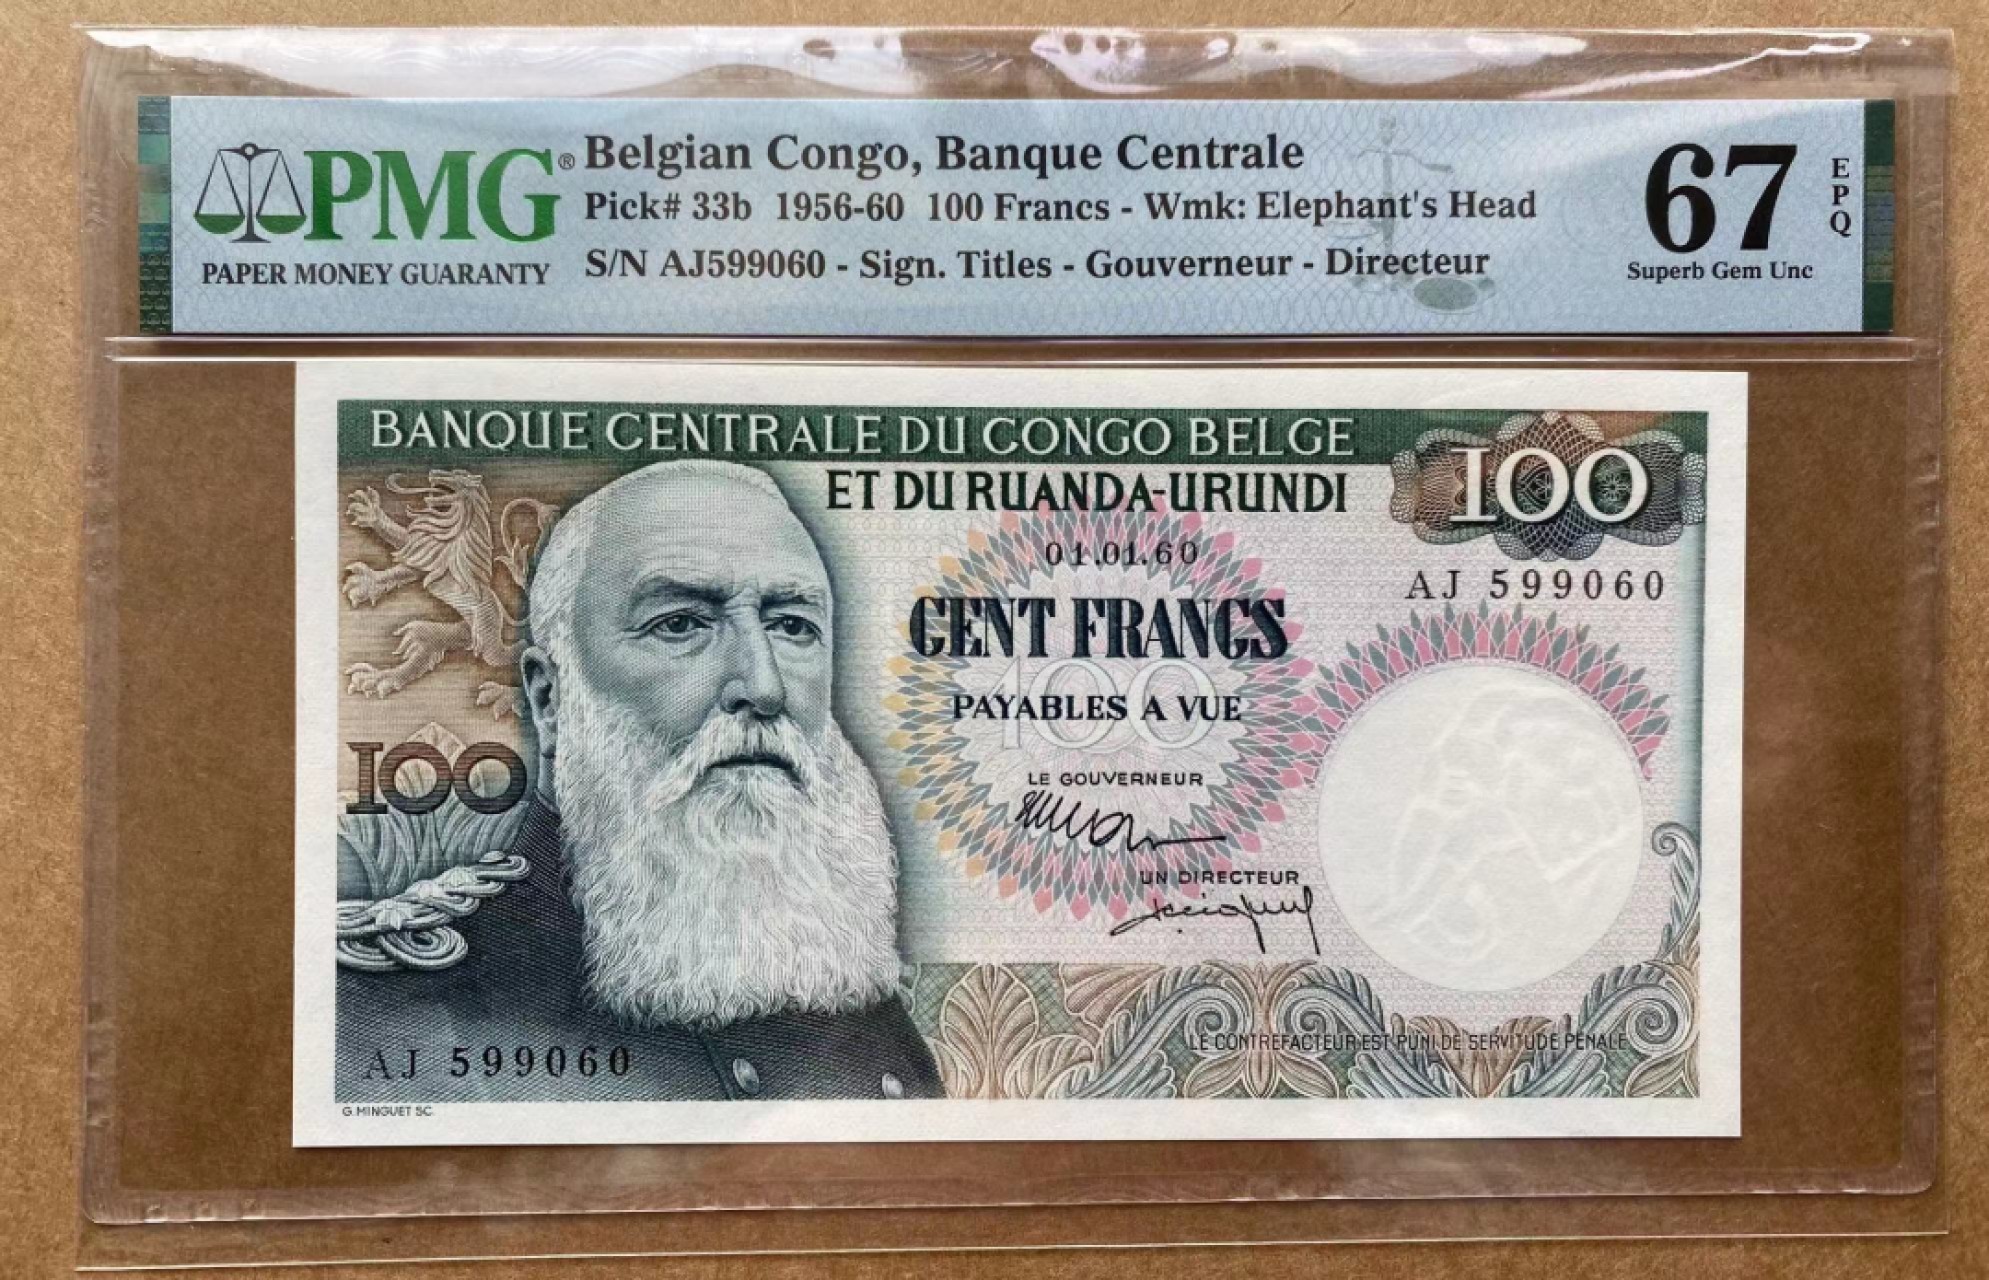 PMG®
PAPER MONEY GUARANTY
Belgian Congo, Banque Centrale
Pick# 33b 1956-60 100 Francs - Wmk: Elephant's Head
S/N AJ599060 - Sign. Titles - Gouverneur - Directeur
67
EPQ
Superb Gem Unc
BANQUE CENTRALE DU CONGO BELGE
ET DU RUANDA-URUNDI
100
01.01.60
AJ 599060
CENT FRANCS
100
PAYABLES A VUE
100
LE GOUVERNEUR
UN DIRECTEUR
LE CONTREFACTEUR EST PUNI DE SERVITUDE PENALE
AJ 599060
G. MINGUET SC.